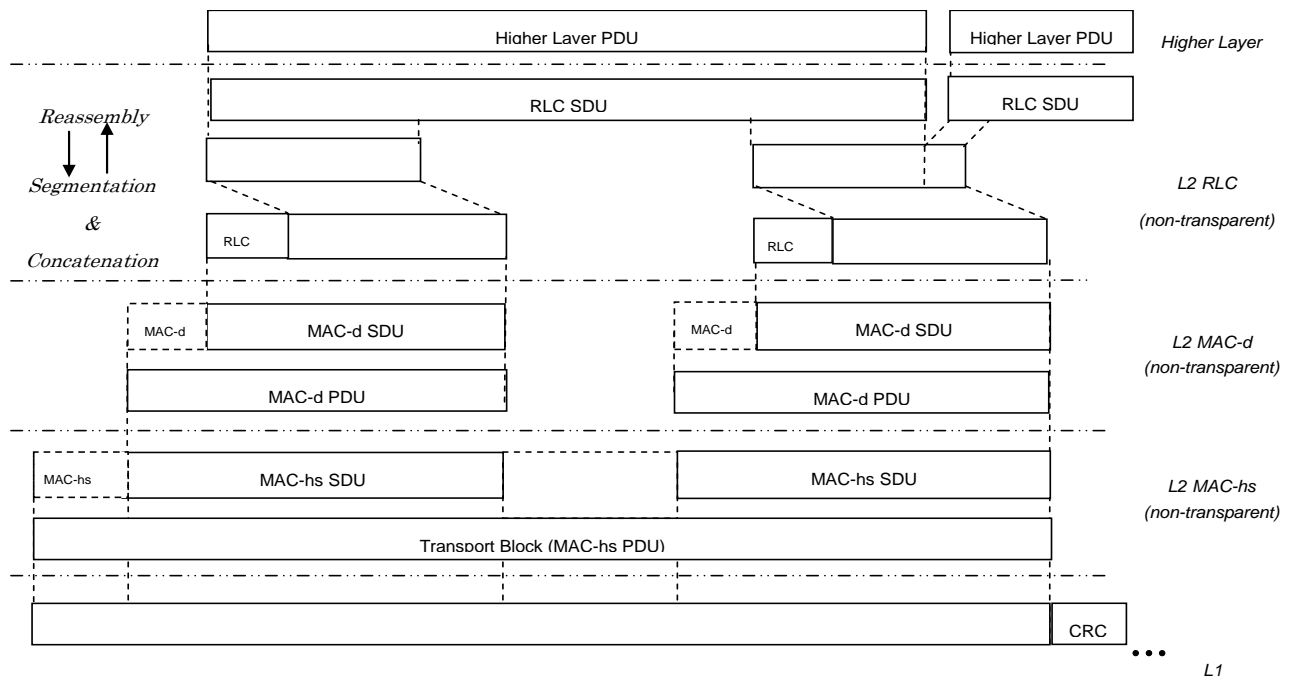 Higher Layer PDU
Higher Layer PDU
Higher Layer
RLC SDU
RLC SDU
Reassembly
Segmentation
&
Concatenation
L2 RLC
(non-transparent)
RLC
RLC
MAC-d
MAC-d SDU
MAC-d
MAC-d SDU
L2 MAC-d
(non-transparent)
MAC-d PDU
MAC-d PDU
MAC-hs
MAC-hs SDU
MAC-hs SDU
L2 MAC-hs
(non-transparent)
Transport Block (MAC-hs PDU)
CRC
•••
L1